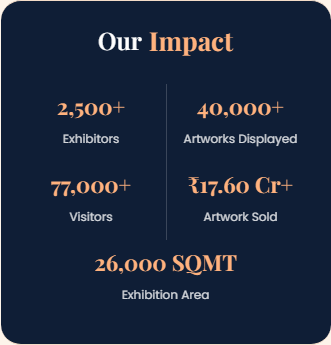 Our Impact
2,500+
Exhibitors
40,000+
Artworks Displayed
77,000+
Visitors
₹17.60 Cr+
Artwork Sold
26,000 SQMT
Exhibition Area